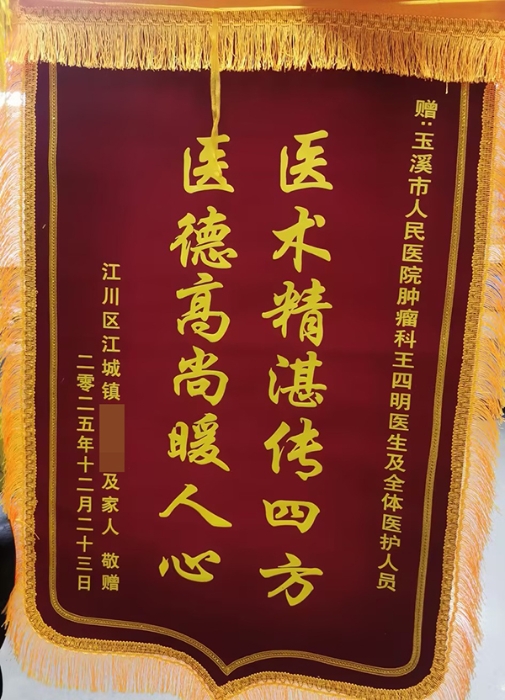 赠:玉溪市人民医院肿瘤科王四明医生及全体医护人员
医术精湛传四方
医德高尚暖人心
江川区江城镇 及家人 敬赠
二零二五年十二月二十三日